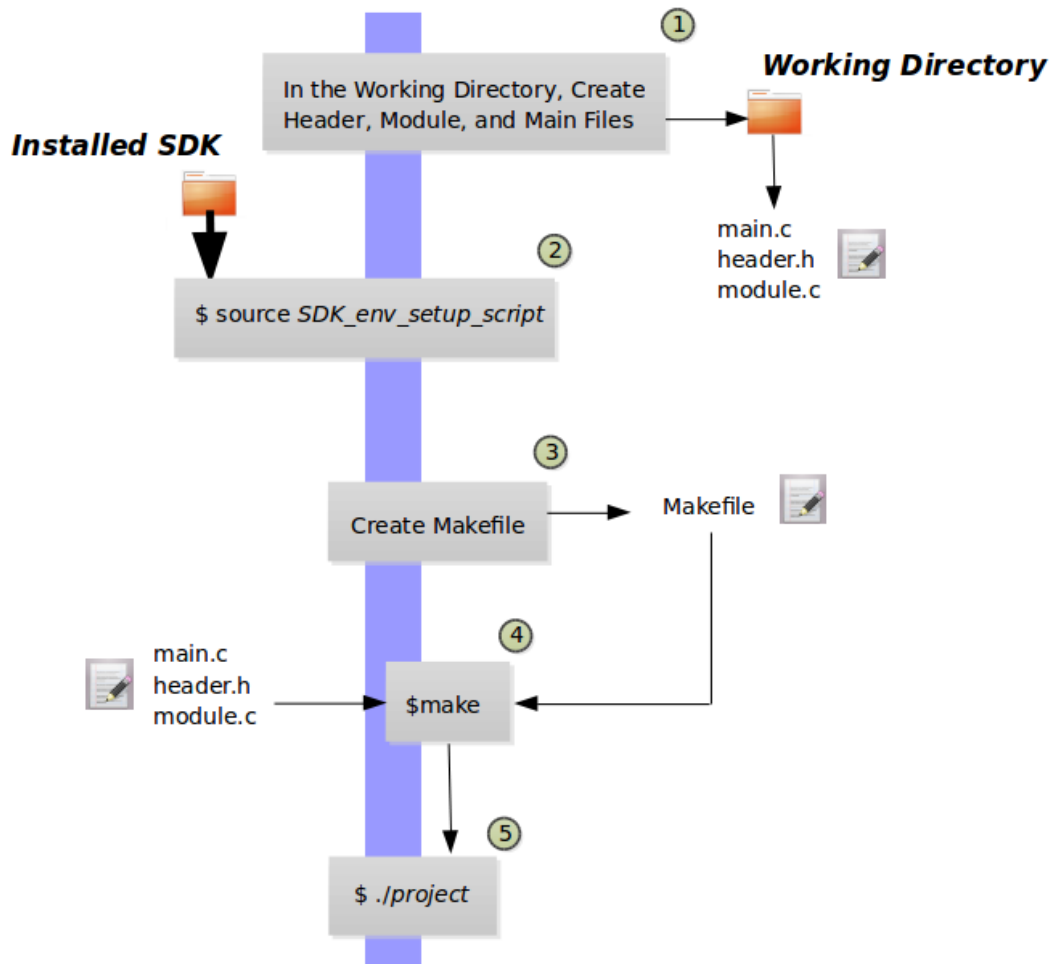 1
In the Working Directory, Create
Header, Module, and Main Files
Working Directory
Installed SDK
main.c
header.h
module.c
2
$ source SDK_env_setup_script
3
Create Makefile
Makefile
4
main.c
header.h
module.c
$make
5
$ ./project